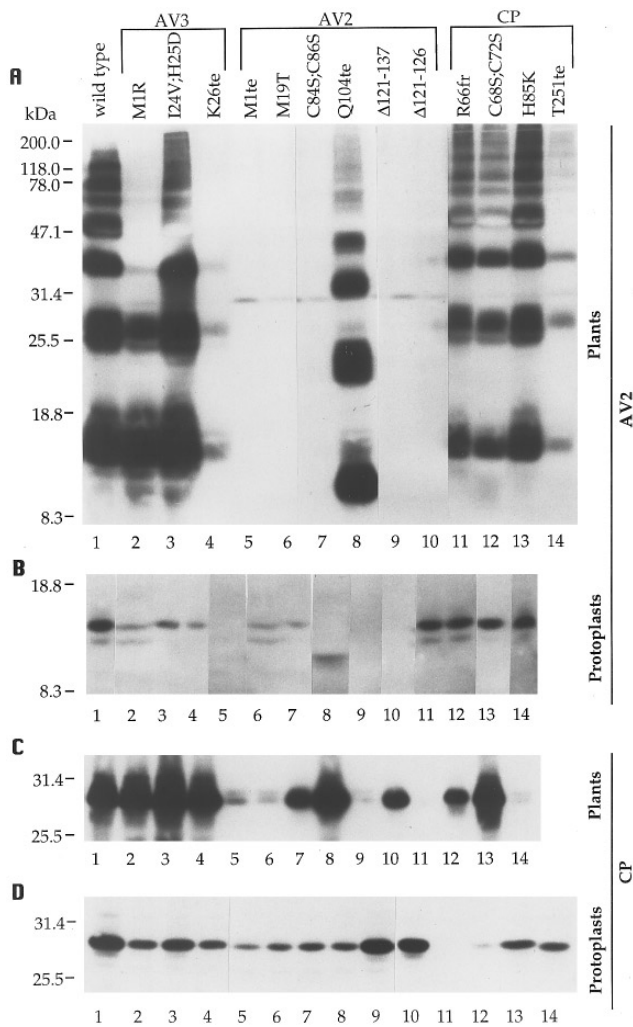 AV3 AV2 CP
A
kDa
wild type M1R I24V;H25D K26te M1te M19T C84S;C86S Q104te Δ121-137 Δ121-126 R66fr C68S;C72S H85K T251te
200.0
118.0
78.0
47.1
31.4
25.5
18.8
8.3
Plants
1 2 3 4 5 6 7 8 9 10 11 12 13 14
AV2
B
18.8
8.3
Protoplasts
1 2 3 4 5 6 7 8 9 10 11 12 13 14
C
31.4
25.5
Plants
1 2 3 4 5 6 7 8 9 10 11 12 13 14
CP
D
31.4
25.5
Protoplasts
1 2 3 4 5 6 7 8 9 10 11 12 13 14